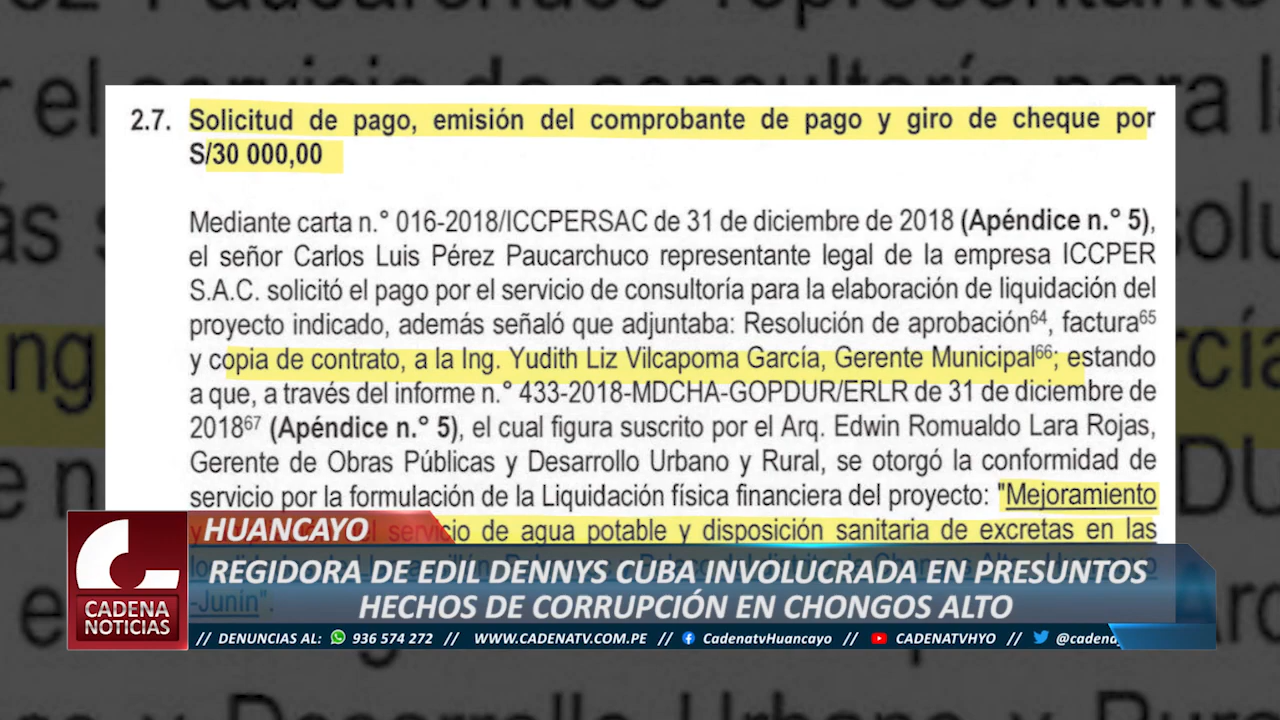 2.7. Solicitud de pago, emisión del comprobante de pago y giro de cheque por
S/30 000,00
Mediante carta n.° 016-2018/ICCPERSAC de 31 de diciembre de 2018 (Apéndice n.° 5),
el señor Carlos Luis Pérez Paucarchuco representante legal de la empresa ICCPER
S.A.C. solicitó el pago por el servicio de consultoría para la elaboración de liquidación del
proyecto indicado, además señaló que adjuntaba: Resolución de aprobación⁶⁴, factura⁶⁵
y copia de contrato, a la Ing. Yudith Liz Vilcapoma García, Gerente Municipal⁶⁶; estando
a que, a través del informe n.° 433-2018-MDCHA-GOPDUR/ERLR de 31 de diciembre de
2018⁶⁷ (Apéndice n.° 5), el cual figura suscrito por el Arq. Edwin Romualdo Lara Rojas,
Gerente de Obras Públicas y Desarrollo Urbano y Rural, se otorgó la conformidad de
servicio por la formulación de la Liquidación física financiera del proyecto: "Mejoramiento
servicio de agua potable y disposición sanitaria de excretas en las
-Junín".
HUANCAYO
REGIDORA DE EDIL DENNYS CUBA INVOLUCRADA EN PRESUNTOS
HECHOS DE CORRUPCIÓN EN CHONGOS ALTO
CADENA
NOTICIAS
// DENUNCIAS AL: 936 574 272 // WWW.CADENATV.COM.PE // CadenatvHuancayo // CADENATVHYO // @cadena